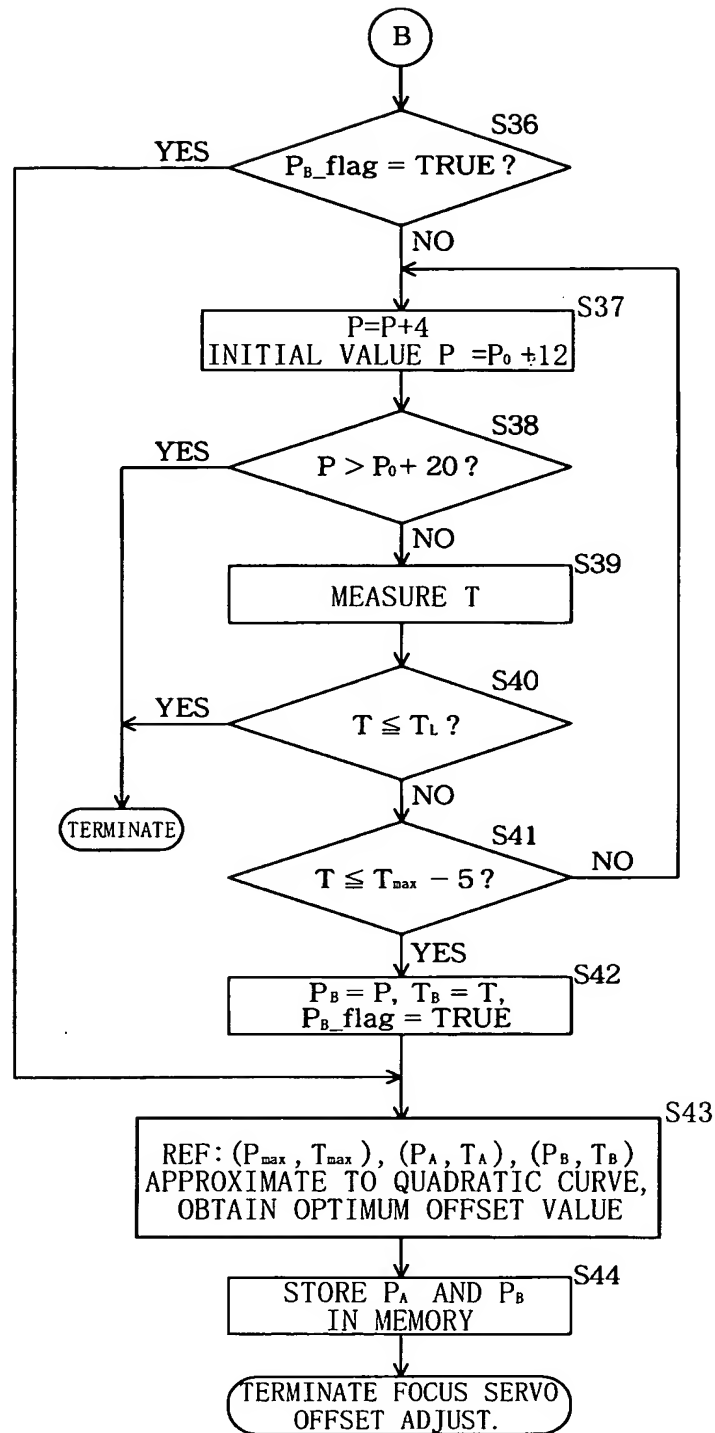 B
S36
YES
PB_flag = TRUE ?
NO
S37
P=P+4
INITIAL VALUE P =P0 +12
S38
YES
P > P0 + 20 ?
NO
S39
MEASURE T
S40
YES
T ≦ TL ?
NO
TERMINATE
S41
NO
T ≦ Tmax − 5 ?
YES
S42
PB = P, TB = T,
PB_flag = TRUE
S43
REF: (Pmax, Tmax), (PA, TA), (PB, TB)
APPROXIMATE TO QUADRATIC CURVE,
OBTAIN OPTIMUM OFFSET VALUE
S44
STORE PA AND PB
IN MEMORY
TERMINATE FOCUS SERVO
OFFSET ADJUST.